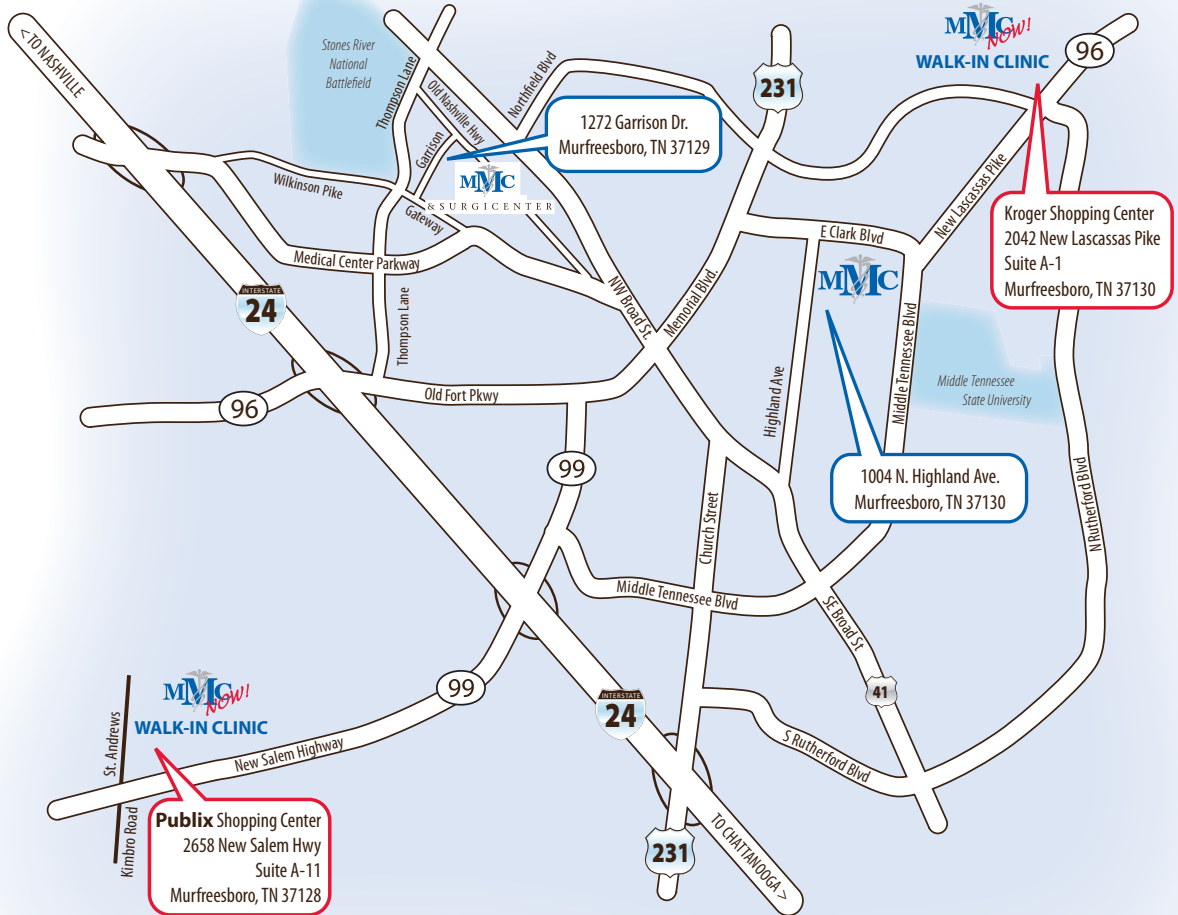 < TO NASHVILLE
Stones River
National
Battlefield
Thompson Lane
Old Nashville Hwy
Northfield Blvd
231
MMC NOW!
WALK-IN CLINIC
96
1272 Garrison Dr.
Murfreesboro, TN 37129
Garrison
MMC
& SURGICENTER
Wilkinson Pike
Gateway
Medical Center Parkway
New Lascassas Pike
Kroger Shopping Center
2042 New Lascassas Pike
Suite A-1
Murfreesboro, TN 37130
E Clark Blvd
MMC
INTERSTATE
24
Thompson Lane
NW Broad St.
Memorial Blvd.
Middle Tennessee Blvd
Middle Tennessee
State University
Highland Ave
96
Old Fort Pkwy
99
1004 N. Highland Ave.
Murfreesboro, TN 37130
Church Street
N Rutherford Blvd
Middle Tennessee Blvd
SE Broad St
MMC NOW!
WALK-IN CLINIC
99
INTERSTATE
24
41
St. Andrews
New Salem Highway
S Rutherford Blvd
Kimbro Road
Publix Shopping Center
2658 New Salem Hwy
Suite A-11
Murfreesboro, TN 37128
231
TO CHATTANOOGA >